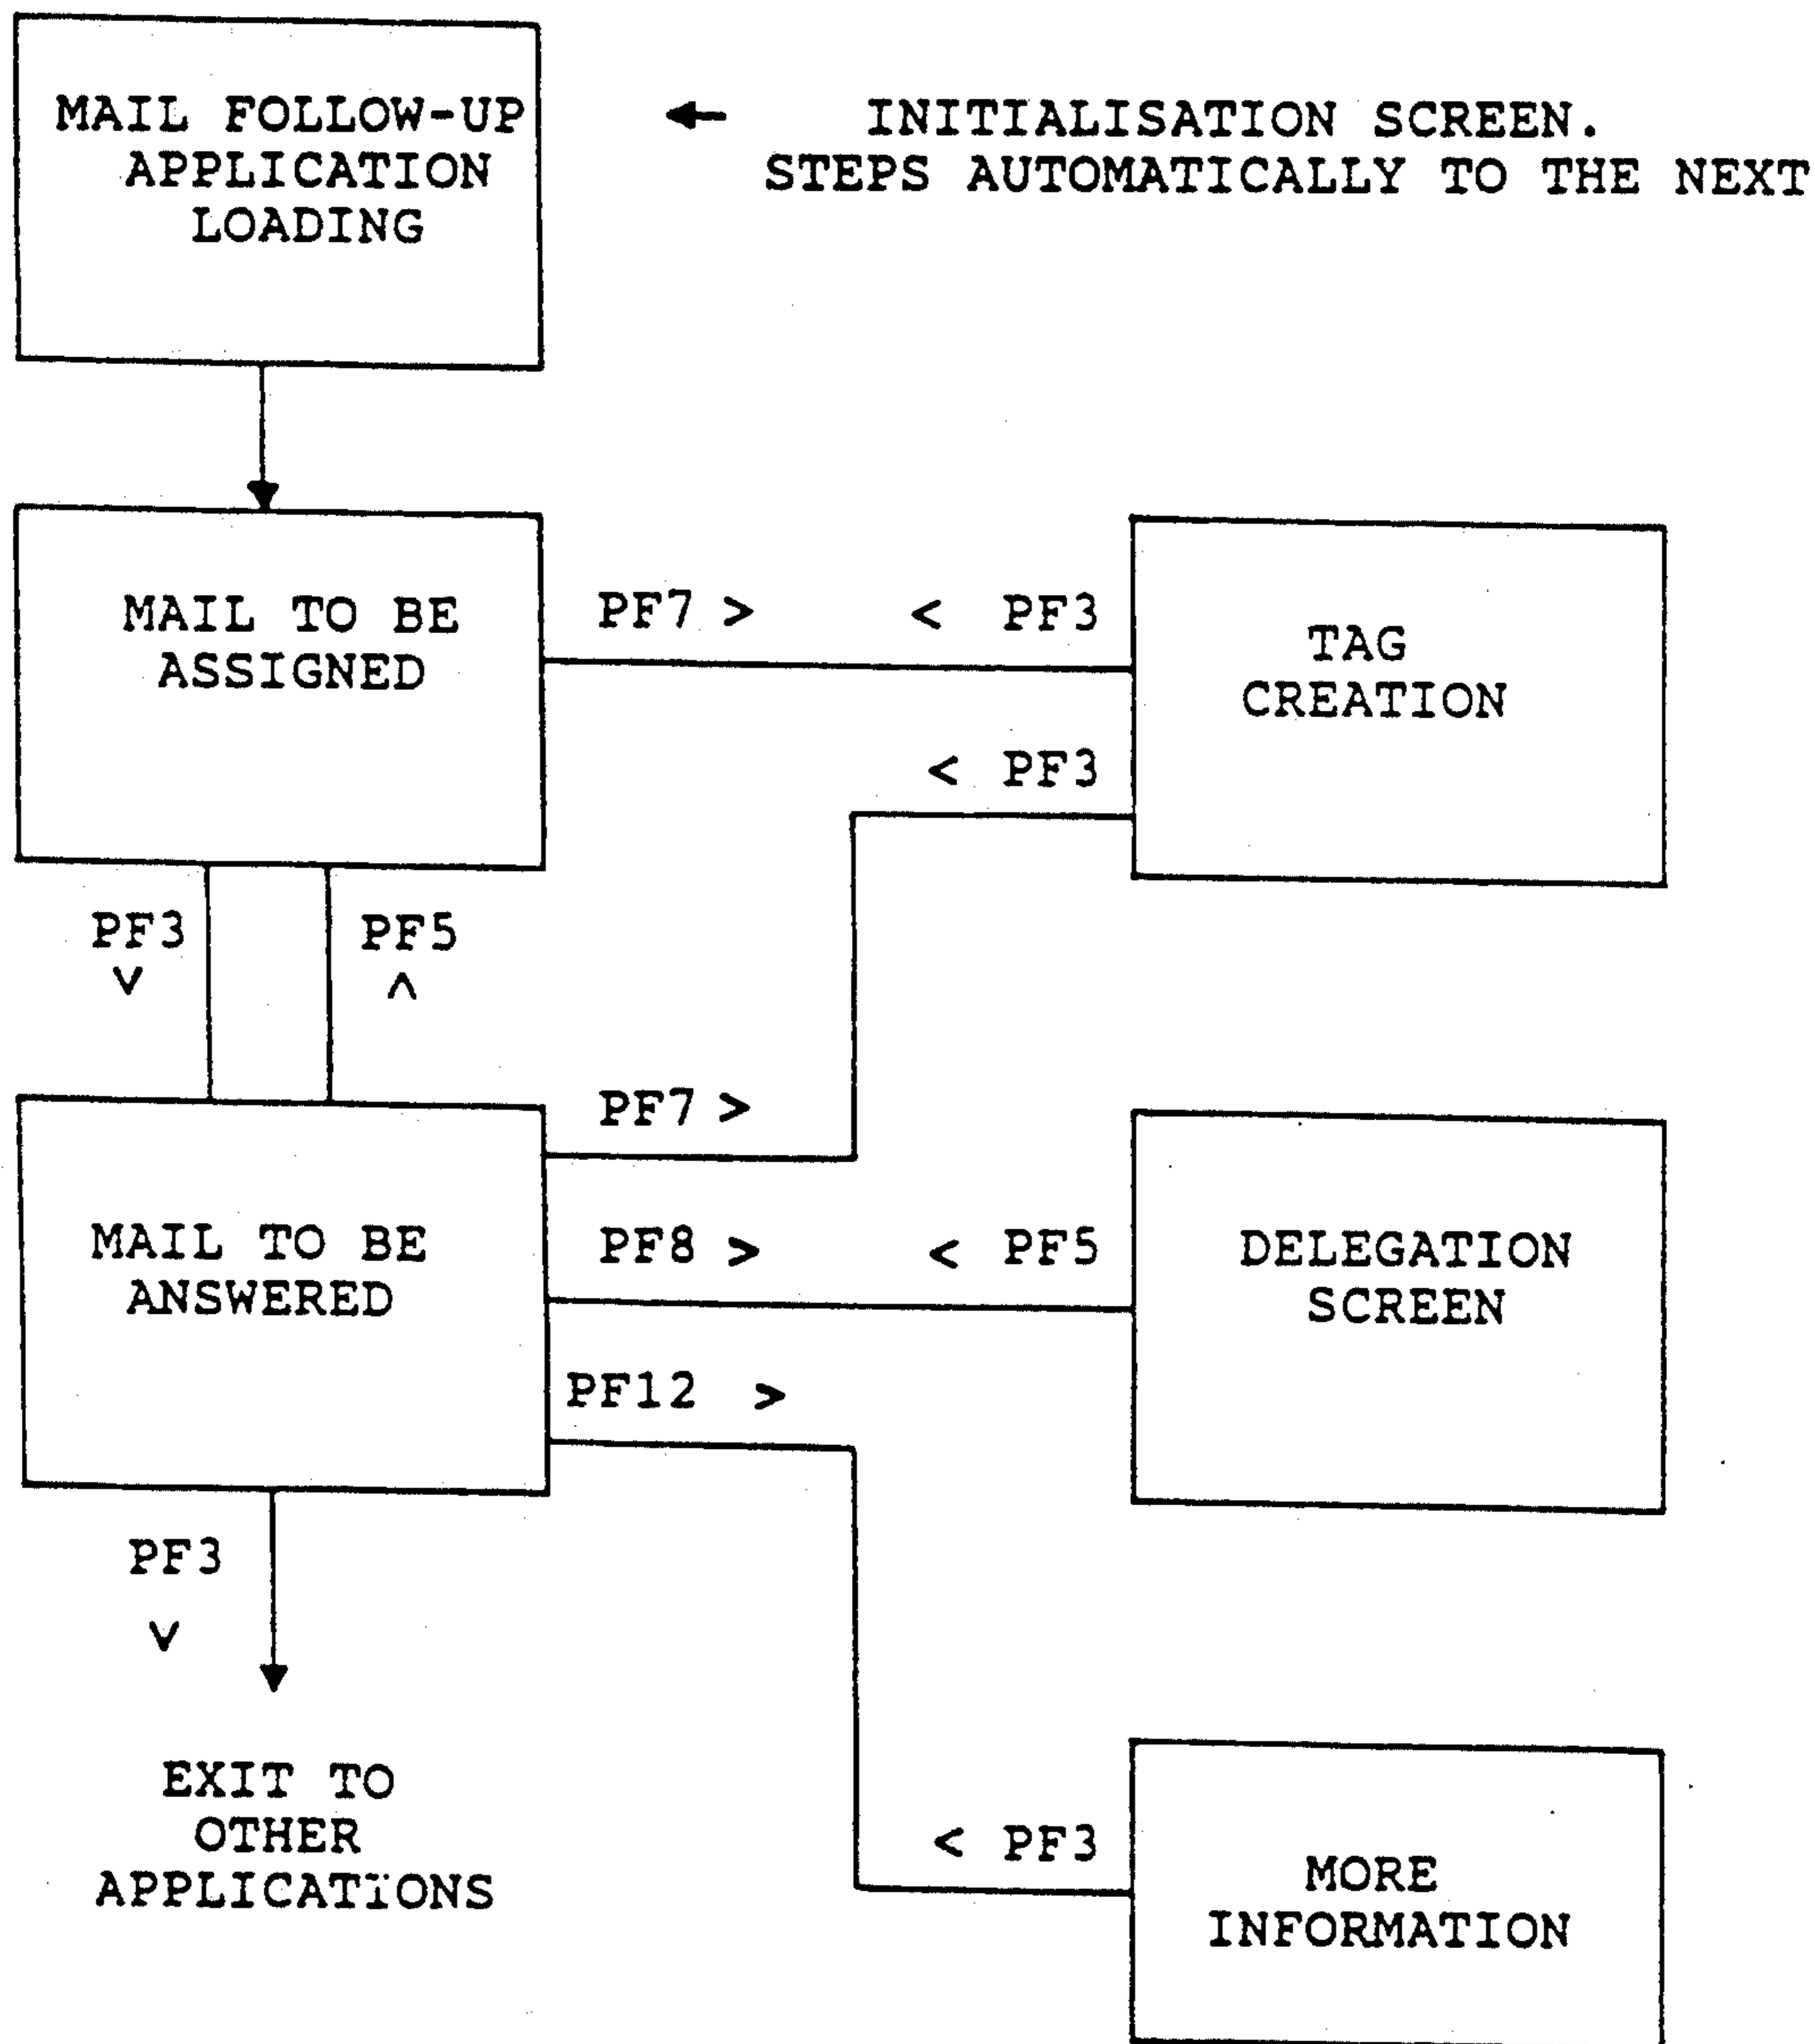 MAIL FOLLOW-UP
APPLICATION
LOADING
← INITIALISATION SCREEN.
STEPS AUTOMATICALLY TO THE NEXT
MAIL TO BE
ASSIGNED
PF7 >
< PF3
TAG
CREATION
< PF3
PF3
v
PF5
^
PF7 >
MAIL TO BE
ANSWERED
PF8 >
< PF5
DELEGATION
SCREEN
PF12 >
PF3
v
EXIT TO
OTHER
APPLICATIONS
< PF3
MORE
INFORMATION